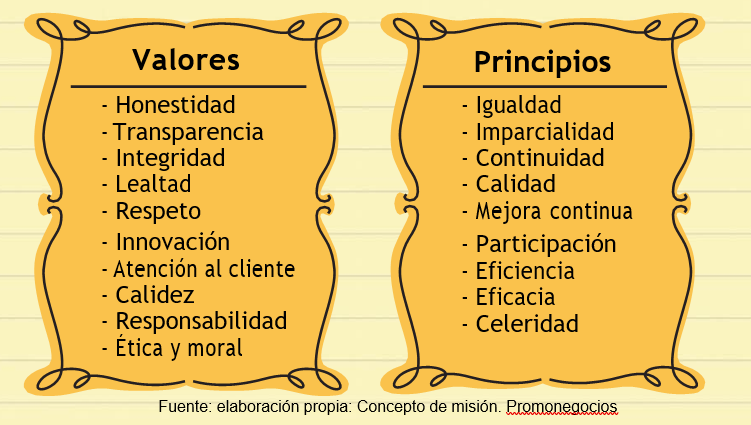 Valores
- Honestidad
- Transparencia
- Integridad
- Lealtad
- Respeto
- Innovación
- Atención al cliente
- Calidez
- Responsabilidad
- Ética y moral
Principios
- Igualdad
- Imparcialidad
- Continuidad
- Calidad
- Mejora continua
- Participación
- Eficiencia
- Eficacia
- Celeridad
Fuente: elaboración propia: Concepto de misión. Promonegocios